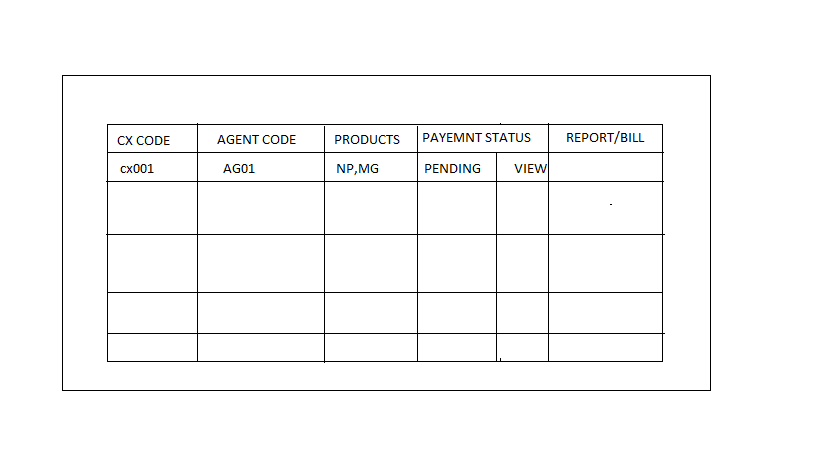 CX CODE AGENT CODE PRODUCTS PAYEMNT STATUS REPORT/BILL
cx001 AG01 NP,MG PENDING VIEW